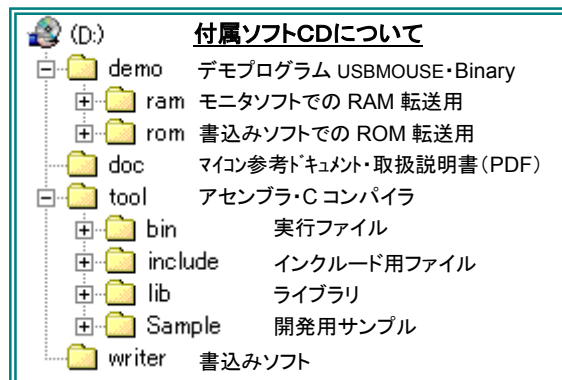 (D:) 付属ソフトCDについて
demo デモプログラム USBMOUSE・Binary
ram モニタソフトでの RAM 転送用
rom 書込みソフトでの ROM 転送用
doc ﾏｲｺﾝ参考ﾄﾞｷｭﾒﾝﾄ・取扱説明書(PDF)
tool アセンブラ・C コンパイラ
bin 実行ファイル
include インクルード用ファイル
lib ライブラリ
Sample 開発用サンプル
writer 書込みソフト